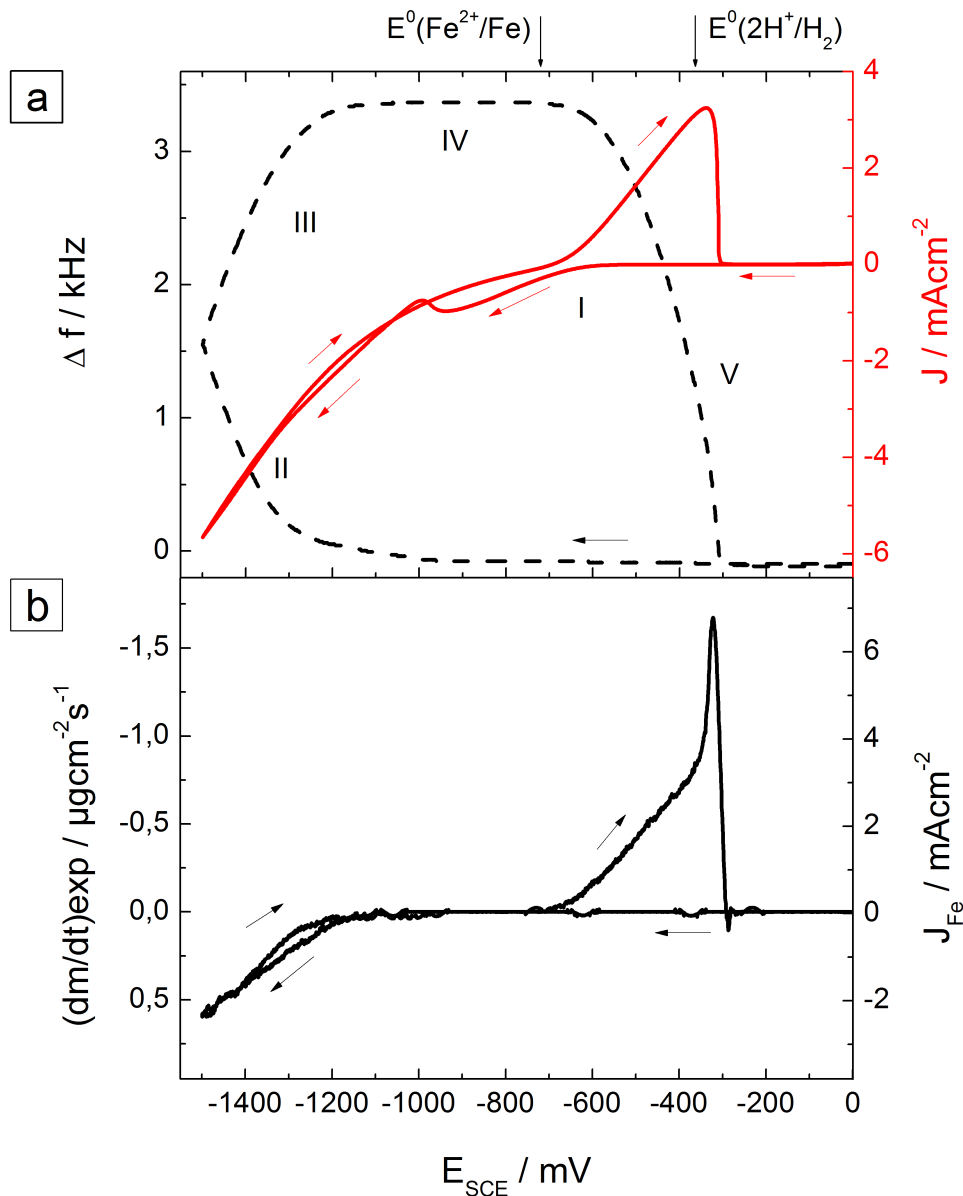 E⁰(Fe²⁺/Fe) E⁰(2H⁺/H₂)
a
Δ f / kHz
3
2
1
0
I
II
III
IV
V
4
2
0
-2
-4
-6
J / mAcm⁻²
b
(dm/dt)exp / µgcm⁻²s⁻¹
-1,5
-1,0
-0,5
0,0
0,5
6
4
2
0
-2
J_Fe / mAcm⁻²
-1400 -1200 -1000 -800 -600 -400 -200 0
E_SCE / mV